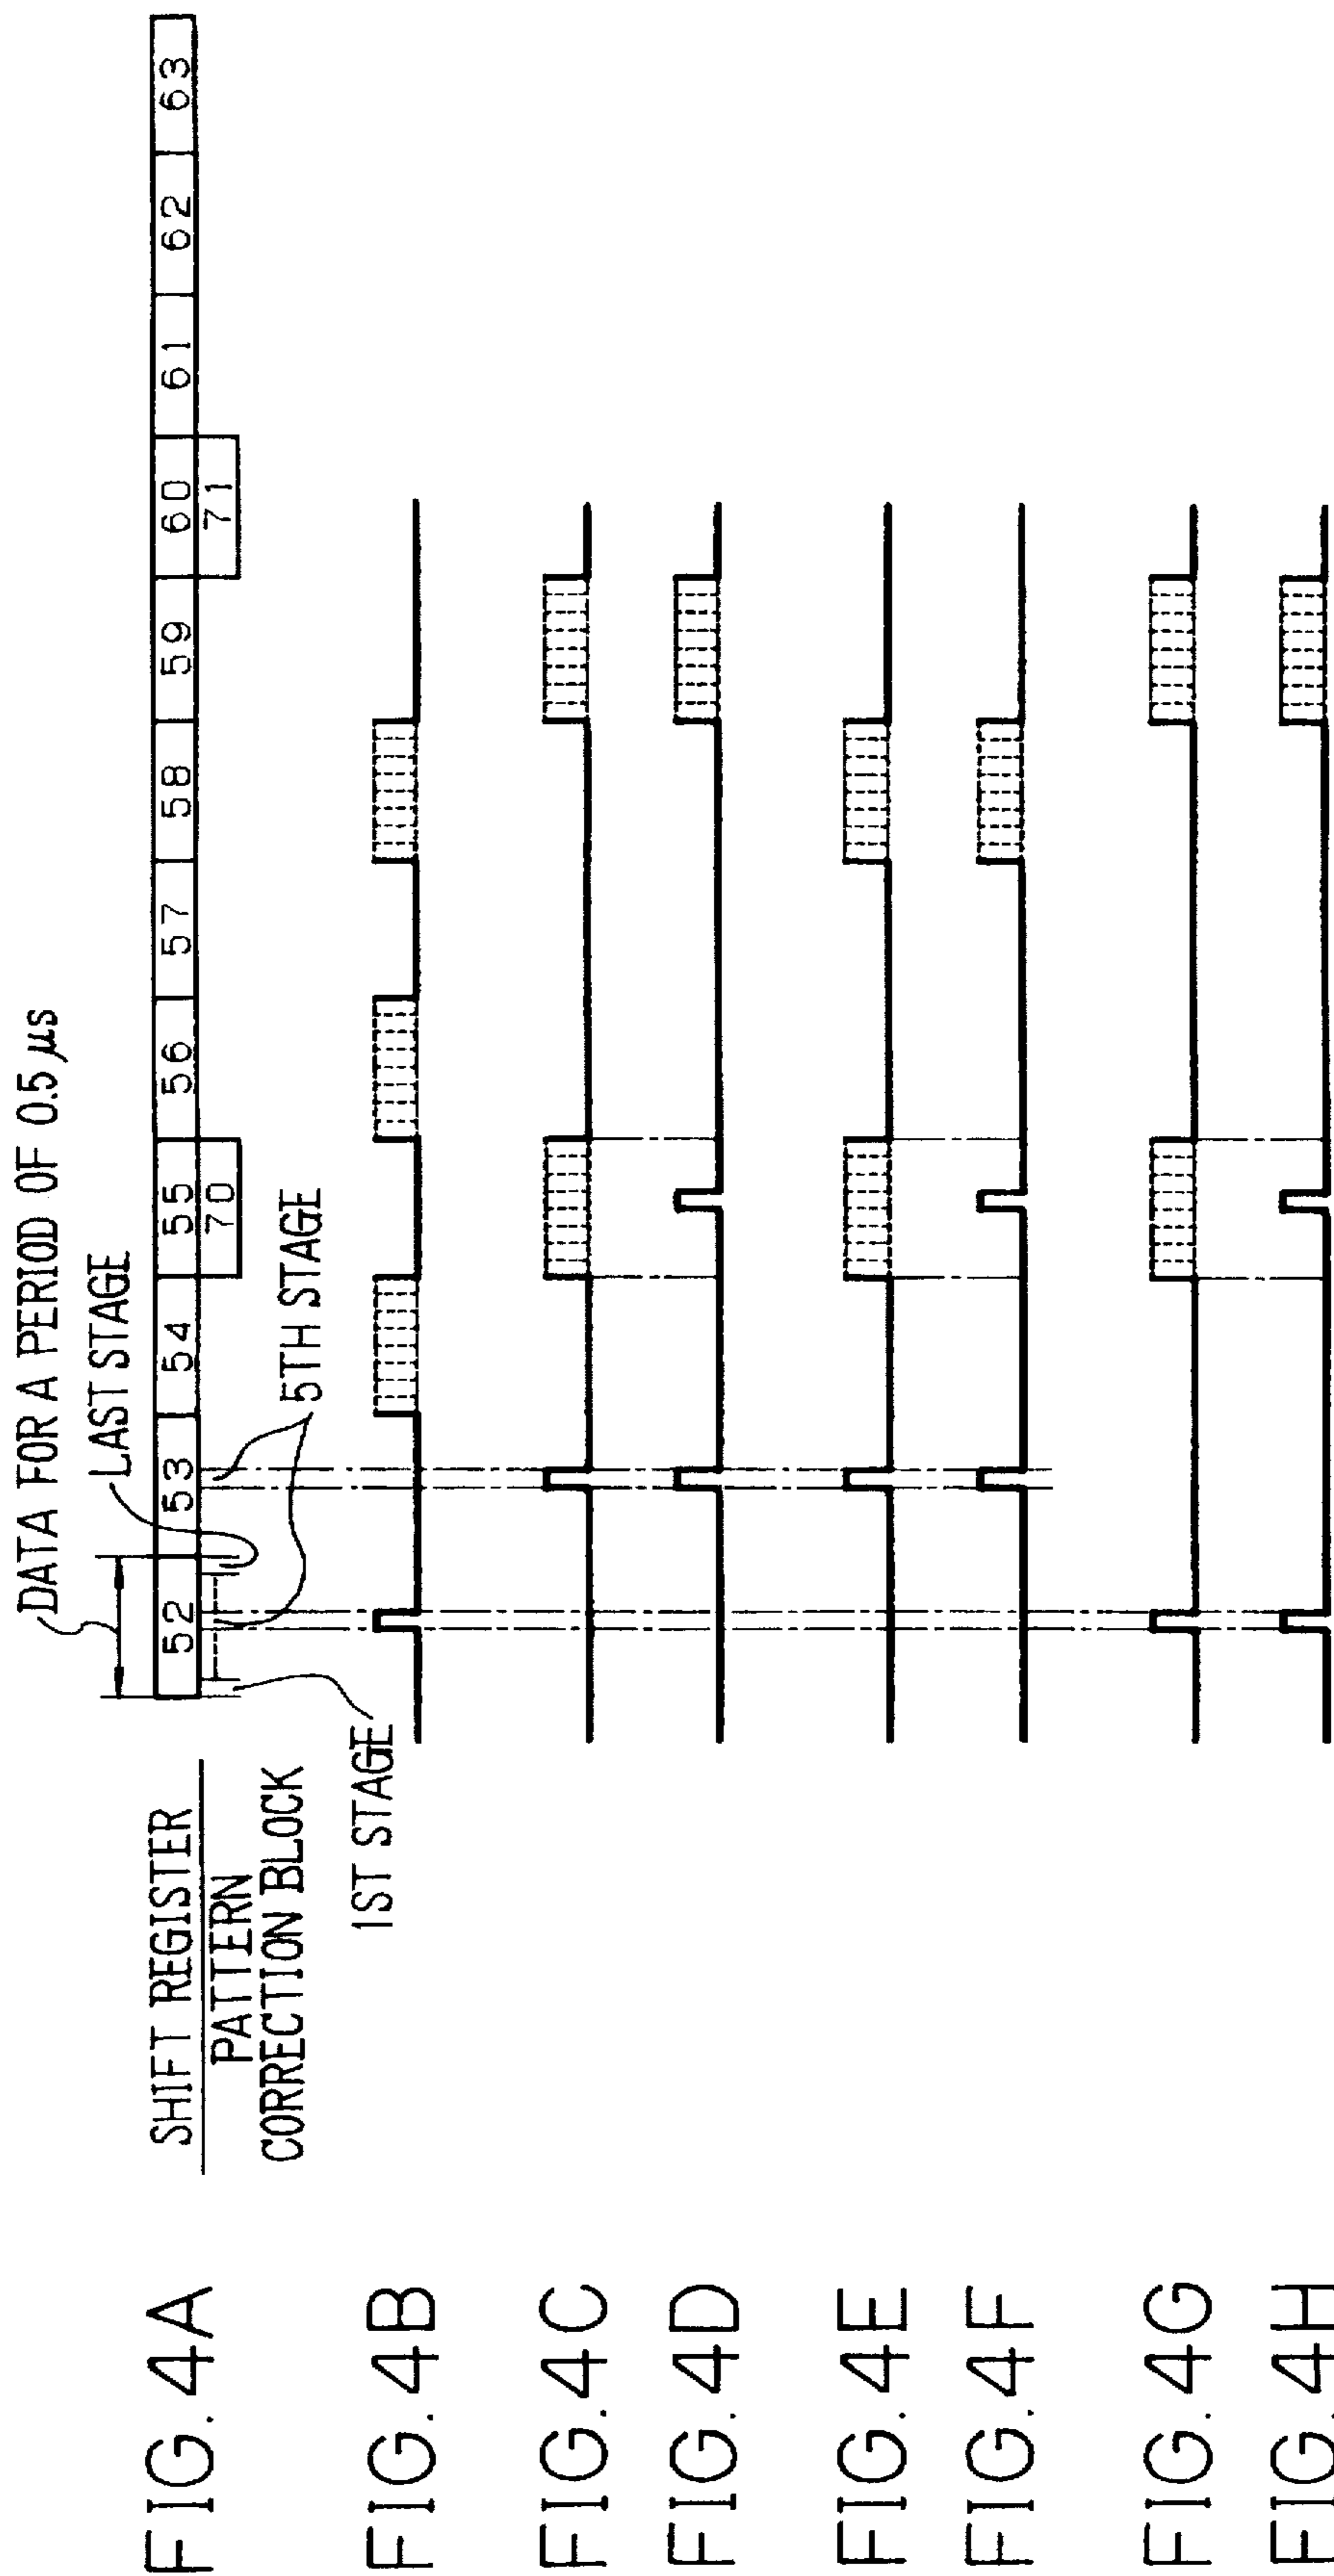 DATA FOR A PERIOD OF 0.5 µs
LAST STAGE
FIG. 4A
SHIFT REGISTER
52 53 54 55 56 57 58 59 60 61 62 63
PATTERN
CORRECTION BLOCK
70 71
5TH STAGE
1ST STAGE
FIG. 4B
FIG. 4C
FIG. 4D
FIG. 4E
FIG. 4F
FIG. 4G
FIG. 4H